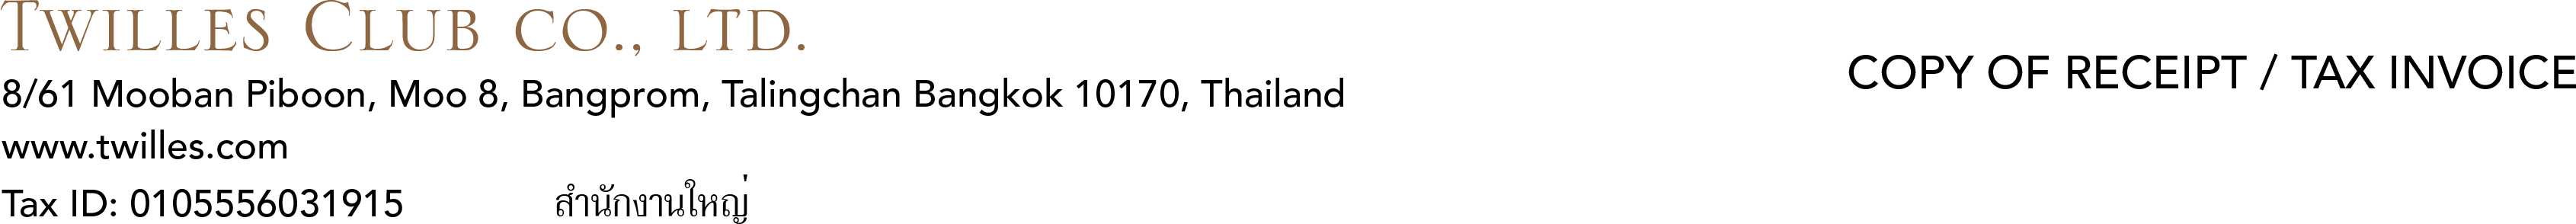 TWILLES CLUB CO., LTD.
8/61 Mooban Piboon, Moo 8, Bangprom, Talingchan Bangkok 10170, Thailand
COPY OF RECEIPT / TAX INVOICE
www.twilles.com
Tax ID: 0105556031915 สำนักงานใหญ่